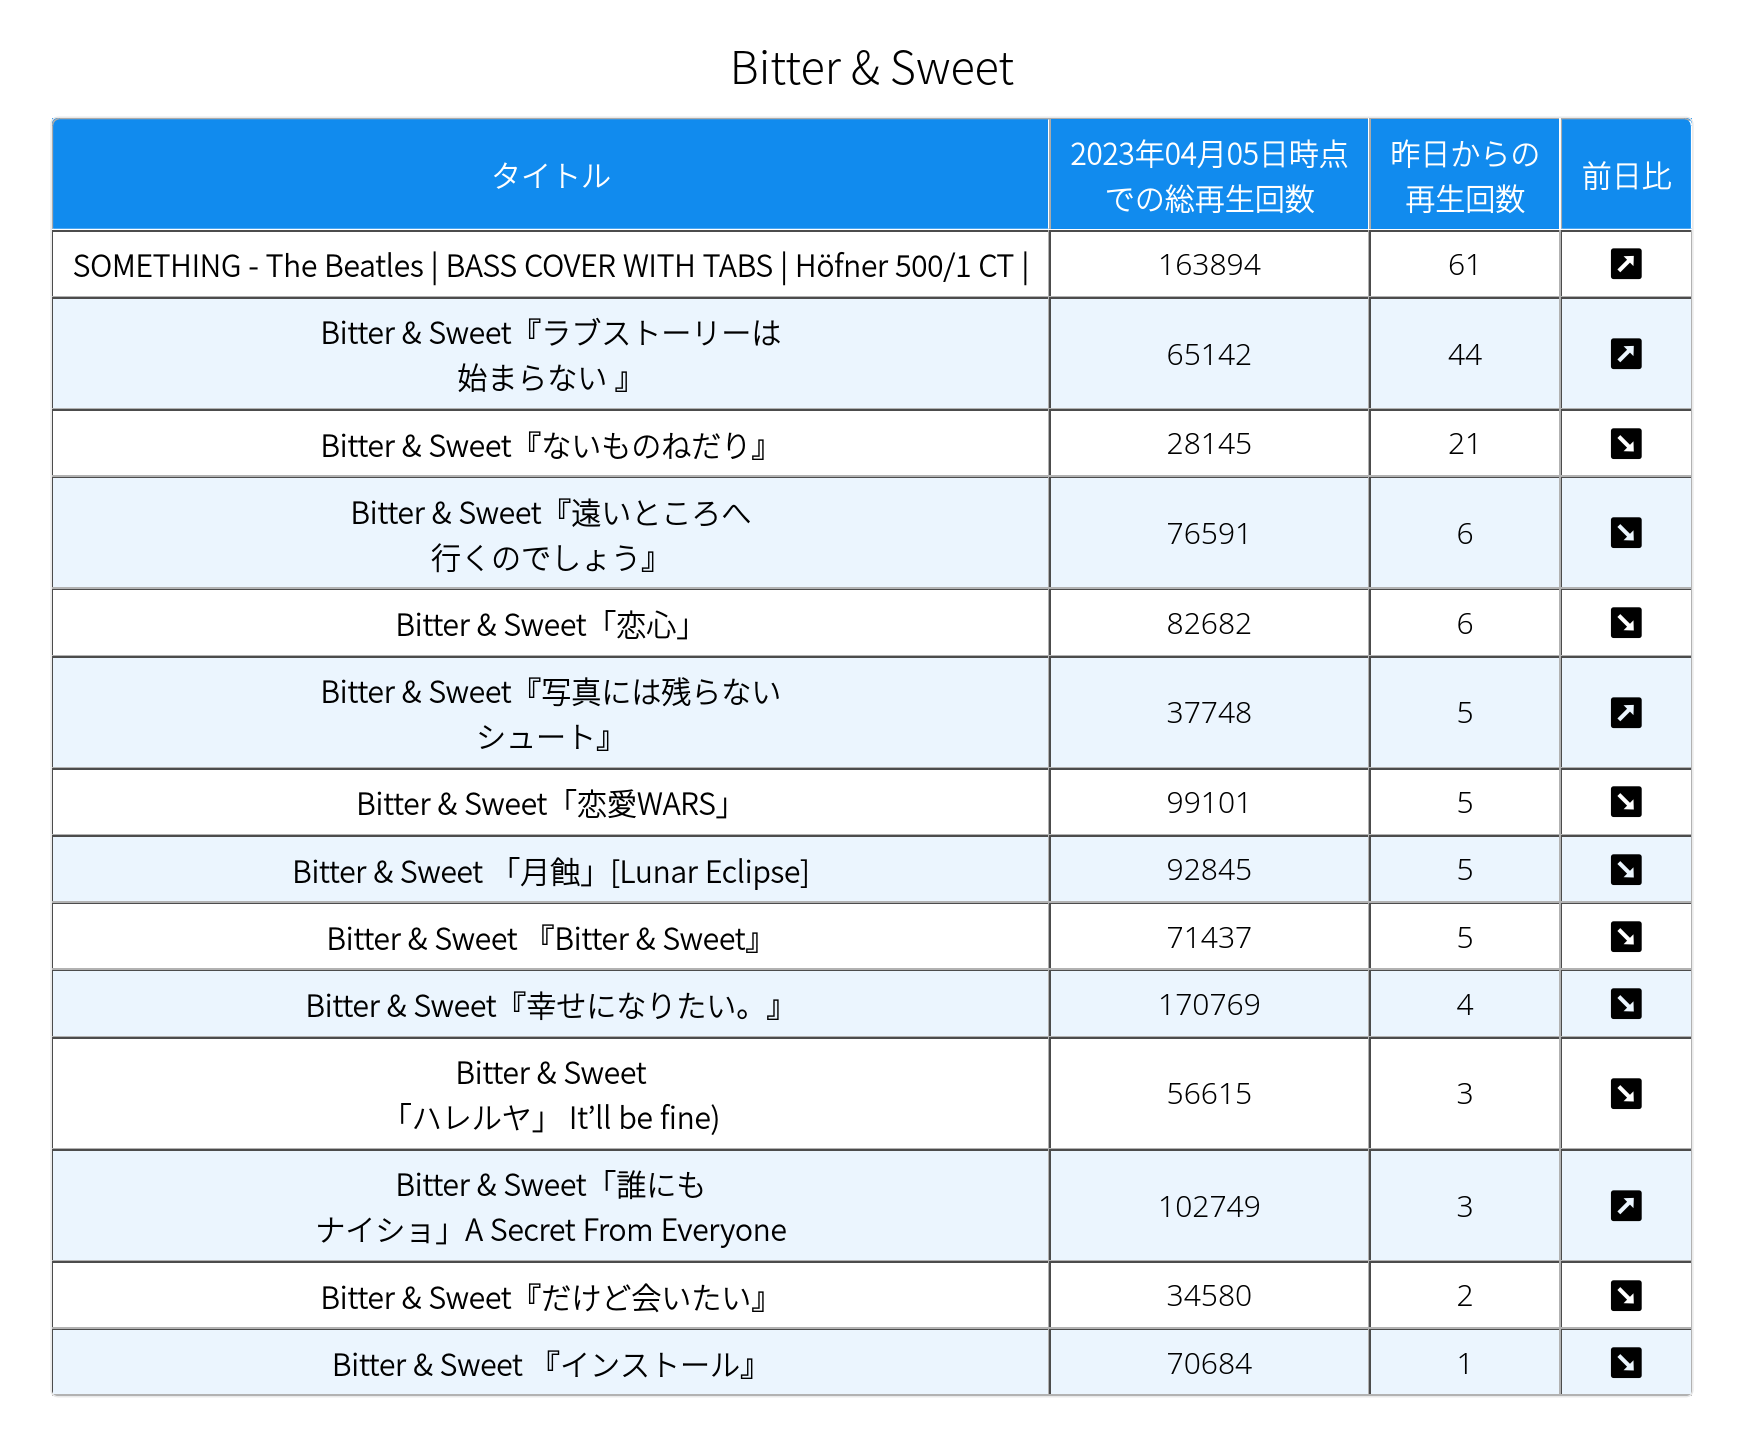 Bitter & Sweet
タイトル
2023年04月05日時点
での総再生回数
昨日からの
再生回数
前日比
SOMETHING - The Beatles | BASS COVER WITH TABS | Höfner 500/1 CT |
163894
61
Bitter & Sweet『ラブストーリーは
始まらない 』
65142
44
Bitter & Sweet『ないものねだり』
28145
21
Bitter & Sweet『遠いところへ
行くのでしょう』
76591
6
Bitter & Sweet「恋心」
82682
6
Bitter & Sweet『写真には残らない
シュート』
37748
5
Bitter & Sweet「恋愛WARS」
99101
5
Bitter & Sweet 「月蝕」[Lunar Eclipse]
92845
5
Bitter & Sweet 『Bitter & Sweet』
71437
5
Bitter & Sweet『幸せになりたい。』
170769
4
Bitter & Sweet
「ハレルヤ」 It’ll be fine)
56615
3
Bitter & Sweet「誰にも
ナイショ」A Secret From Everyone
102749
3
Bitter & Sweet『だけど会いたい』
34580
2
Bitter & Sweet 『インストール』
70684
1